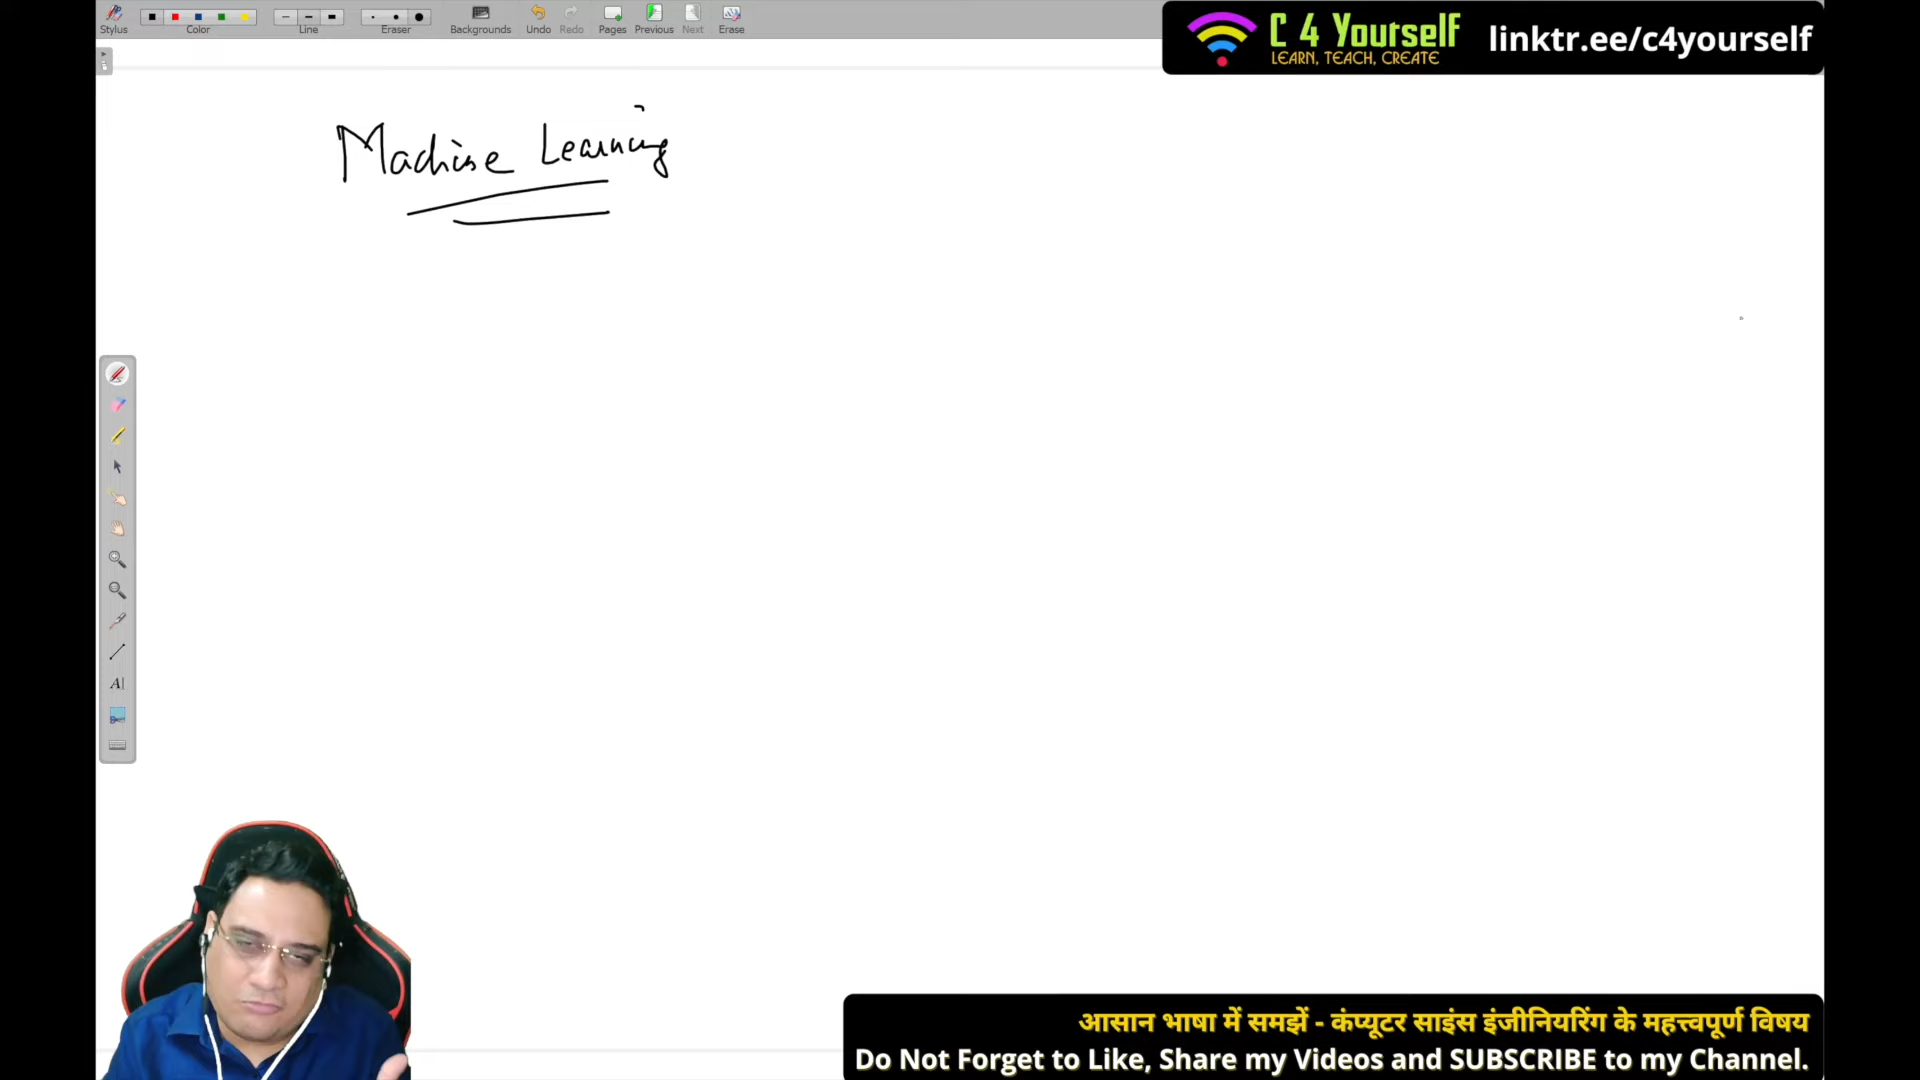 Stylus
Color
Line
Eraser
Backgrounds
Undo
Redo
Pages
Previous
Next
Erase
C 4 Yourself
LEARN, TEACH, CREATE
linktr.ee/c4yourself
Machine Learning
A
आसान भाषा में समझें - कंप्यूटर साइंस इंजीनियरिंग के महत्त्वपूर्ण विषय
Do Not Forget to Like, Share my Videos and SUBSCRIBE to my Channel.